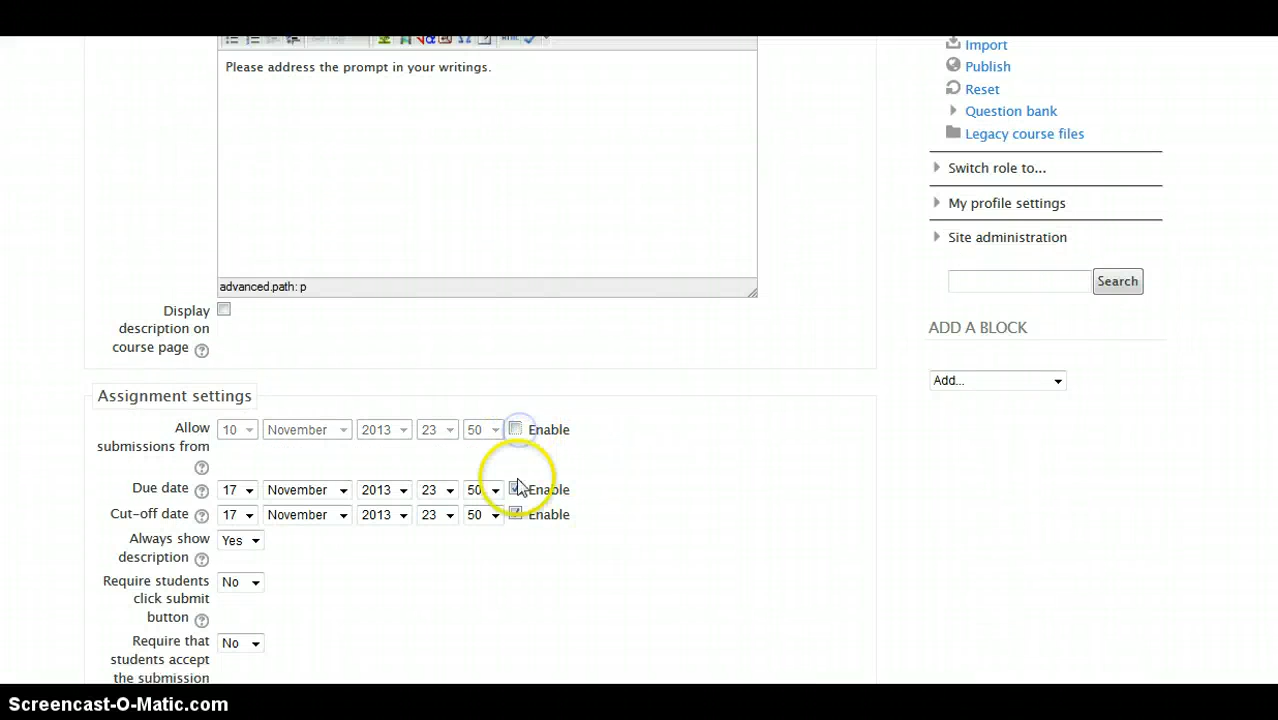 Import
Publish
Please address the prompt in your writings.
Reset
Question bank
Legacy course files
Switch role to...
My profile settings
Site administration
advanced.path: p
Search
Display
description on
course page
ADD A BLOCK
Add...
Assignment settings
Allow
submissions from
10 November 2013 23 50 Enable
Due date 17 November 2013 23 50 Enable
Cut-off date 17 November 2013 23 50 Enable
Always show
description
Yes
Require students
click submit
button
No
Require that
students accept
the submission
No
Screencast-O-Matic.com